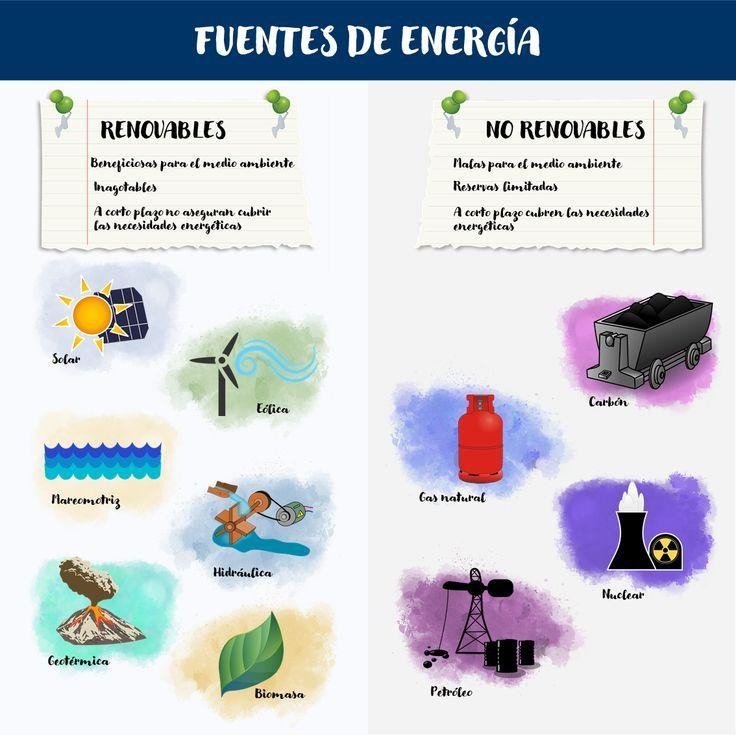 FUENTES DE ENERGÍA
RENOVABLES
Beneficiosas para el medio ambiente
Inagotables
A corto plazo no aseguran cubrir
las necesidades energéticas
Solar
Eólica
Mareomotriz
Hidráulica
Geotérmica
Biomasa
NO RENOVABLES
Malas para el medio ambiente
Reservas limitadas
A corto plazo cubren las necesidades
energéticas
Carbón
Gas natural
Nuclear
Petróleo